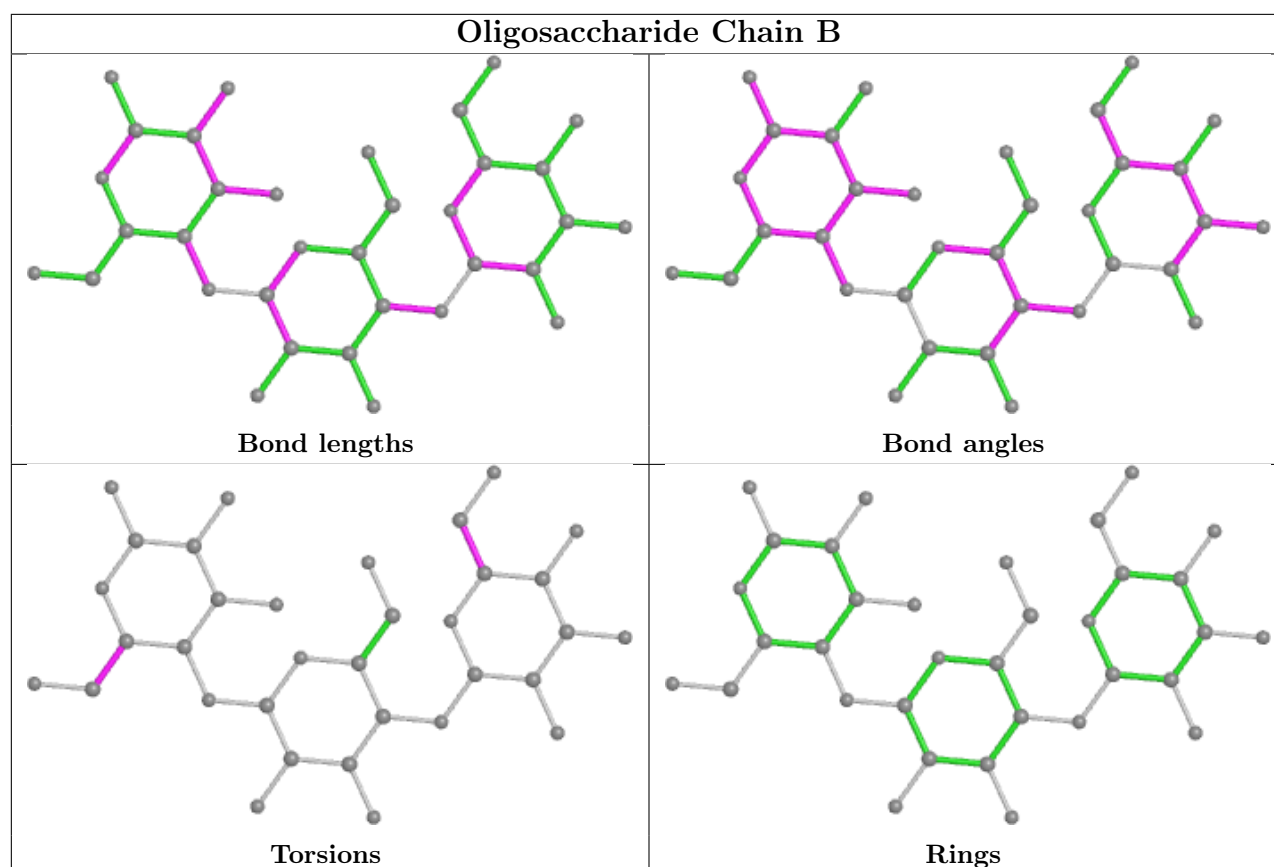 Oligosaccharide Chain B
Bond lengths
Bond angles
Torsions
Rings